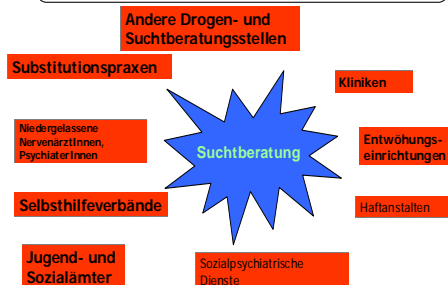 Andere Drogen- und
Suchtberatungsstellen
Substitutionspraxen
Kliniken
Niedergelassene
NervenärztInnen,
PsychiaterInnen
Suchtberatung
Entwöhungs-
einrichtungen
Selbsthilfeverbände
Haftanstalten
Jugend- und
Sozialämter
Sozialpsychiatrische
Dienste